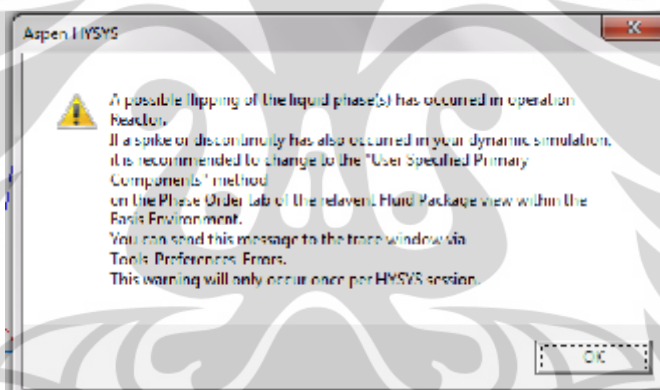 Aspen HYSYS
A possible flipping of the liquid phase(s) has occurred in operation
Reactor.
If a spike or discontinuity has also occurred in your dynamic simulation,
it is recommended to change to the "User Specified Primary
Components" method
on the Phase Order tab of the relavent Fluid Package view within the
Basis Environment.
You can send this message to the trace window via
Tools Preferences Errors.
This warning will only occur once per HYSYS session.
OK